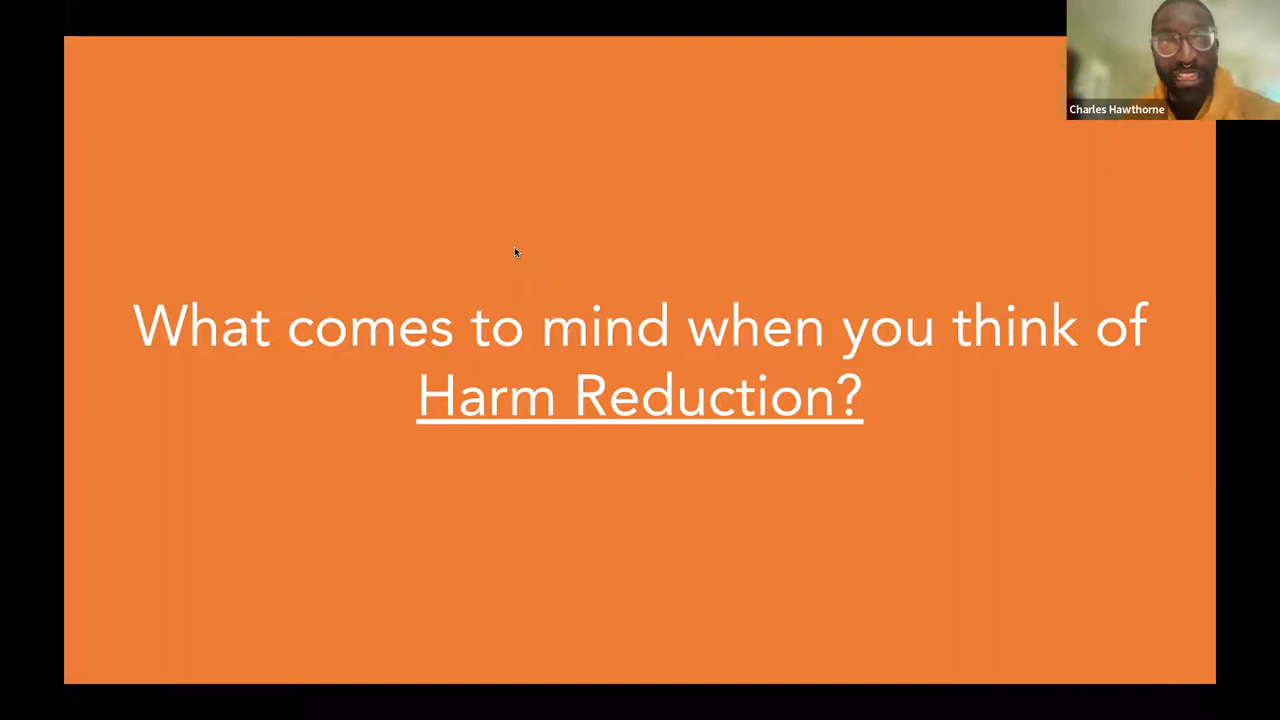 Charles Hawthorne
What comes to mind when you think of
Harm Reduction?